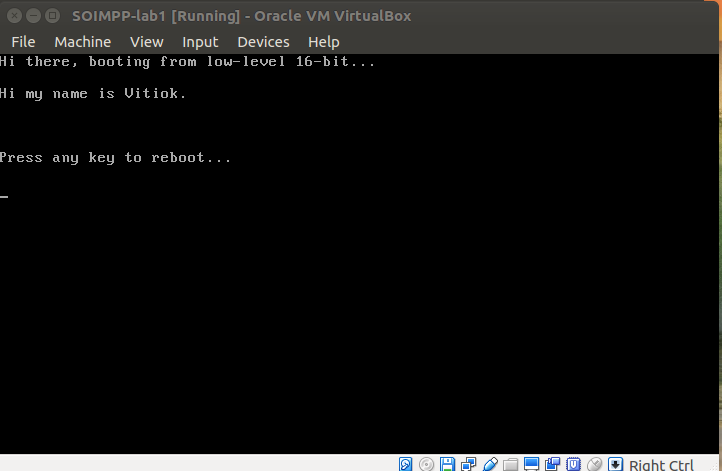 SOIMPP-lab1 [Running] - Oracle VM VirtualBox
File Machine View Input Devices Help
Hi there, booting from low-level 16-bit...
Hi my name is Vitiok.
Press any key to reboot...
Right Ctrl